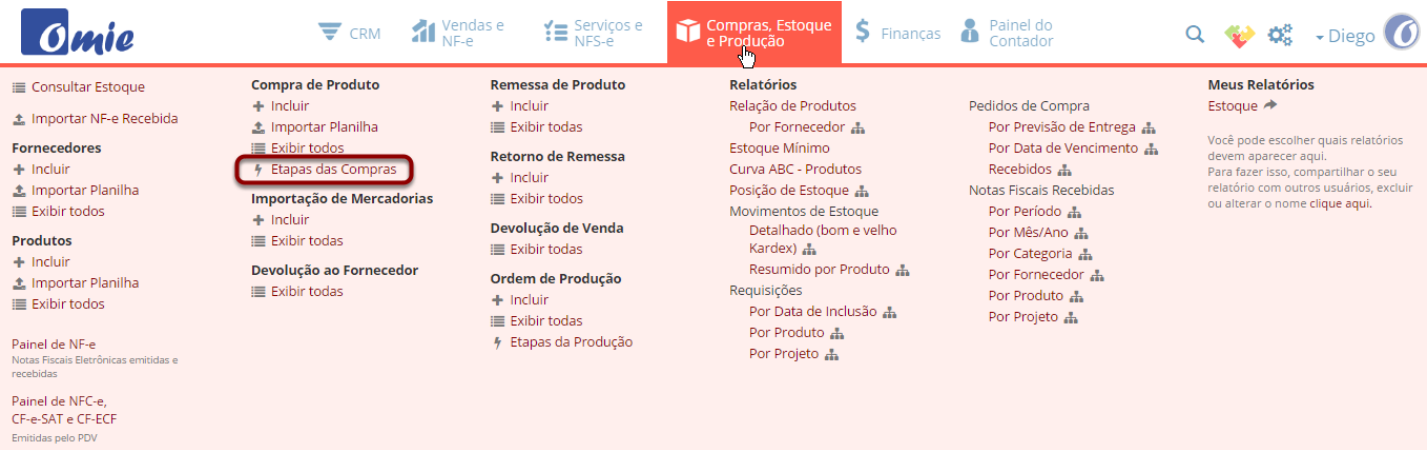 Omie
CRM
Vendas e
NF-e
Serviços e
NFS-e
Compras, Estoque
e Produção
Finanças
Painel do
Contador
Diego
Consultar Estoque
Importar NF-e Recebida
Fornecedores
Incluir
Importar Planilha
Exibir todos
Produtos
Incluir
Importar Planilha
Exibir todos
Painel de NF-e
Notas Fiscais Eletrônicas emitidas e
recebidas
Painel de NFC-e,
CF-e-SAT e CF-ECF
Emitidas pelo PDV
Compra de Produto
Incluir
Importar Planilha
Exibir todos
Etapas das Compras
Importação de Mercadorias
Incluir
Exibir todas
Devolução ao Fornecedor
Exibir todas
Remessa de Produto
Incluir
Exibir todas
Retorno de Remessa
Incluir
Exibir todas
Devolução de Venda
Exibir todas
Ordem de Produção
Incluir
Exibir todas
Etapas da Produção
Relatórios
Relação de Produtos
Por Fornecedor
Estoque Mínimo
Curva ABC - Produtos
Posição de Estoque
Movimentos de Estoque
Detalhado (bom e velho
Kardex)
Resumido por Produto
Requisições
Por Data de Inclusão
Por Produto
Por Projeto
Pedidos de Compra
Por Previsão de Entrega
Por Data de Vencimento
Recebidos
Notas Fiscais Recebidas
Por Período
Por Mês/Ano
Por Categoria
Por Fornecedor
Por Produto
Por Projeto
Meus Relatórios
Estoque
Você pode escolher quais relatórios
devem aparecer aqui.
Para fazer isso, compartilhar o seu
relatório com outros usuários, excluir
ou alterar o nome clique aqui.